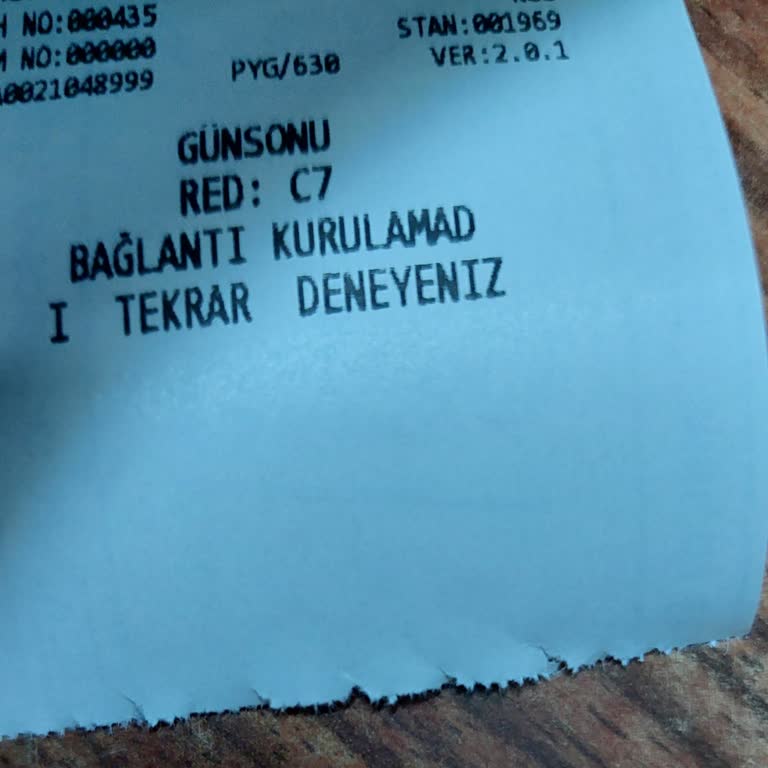 NO:000435
STAN:001969
NO:000000
PYG/630
VER:2.0.1
0021048999
GÜNSONU
RED: C7
BAĞLANTI KURULAMAD
I TEKRAR DENEYENIZ